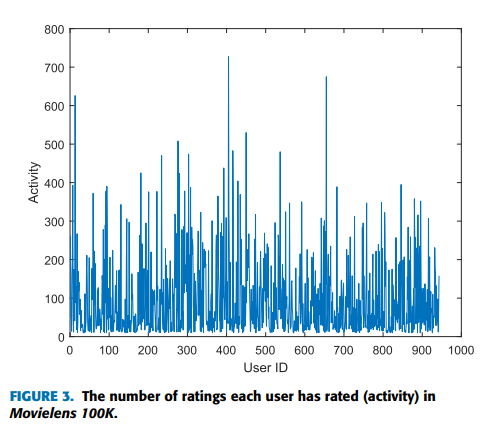 800
700
600
500
400
300
200
100
0
Activity
0 100 200 300 400 500 600 700 800 900 1000
User ID
FIGURE 3. The number of ratings each user has rated (activity) in
Movielens 100K.